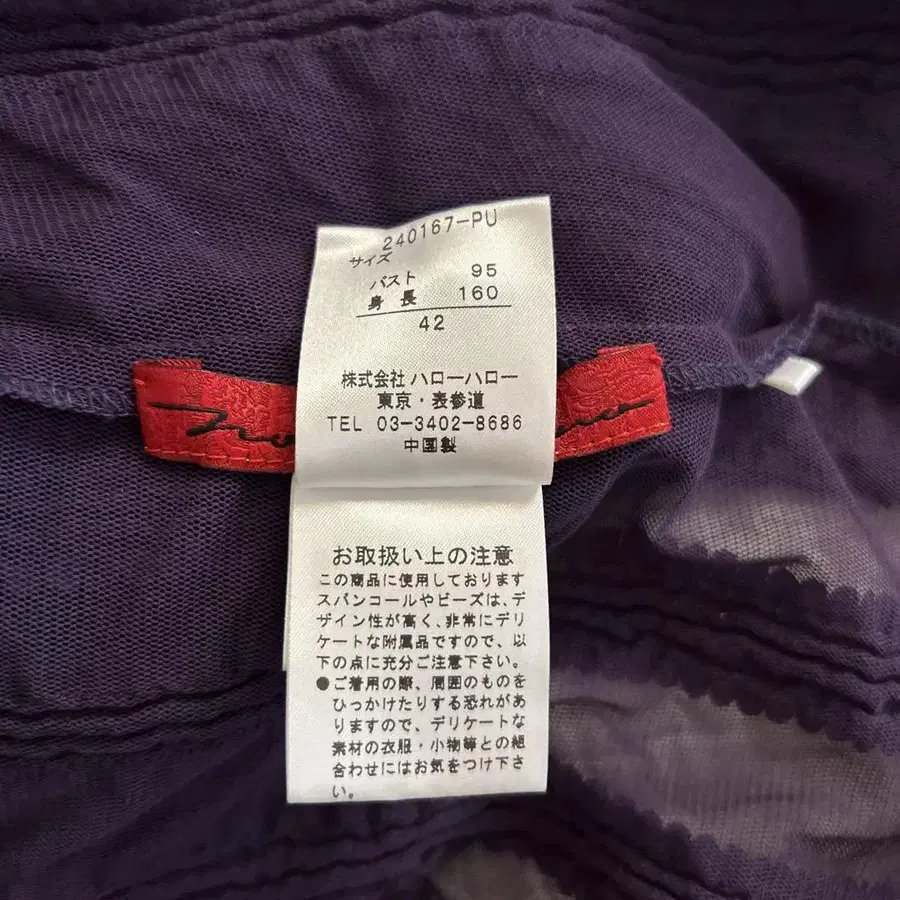 240167-PU
サイズ
バスト 95
身長 160
42
株式会社 ハローハロー
東京・表参道
TEL 03-3402-8686
中国製
お取扱い上の注意
この商品に使用しております
スパンコールやビーズは、デ
ザイン性が高く、非常にデリ
ケートな附属品ですので、以
下の点に充分ご注意下さい。
●ご着用の際、周囲のものを
ひっかけたりする恐れがあ
りますので、デリケートな
素材の衣服・小物等との組
合わせにはお気をつけ下さ
い。